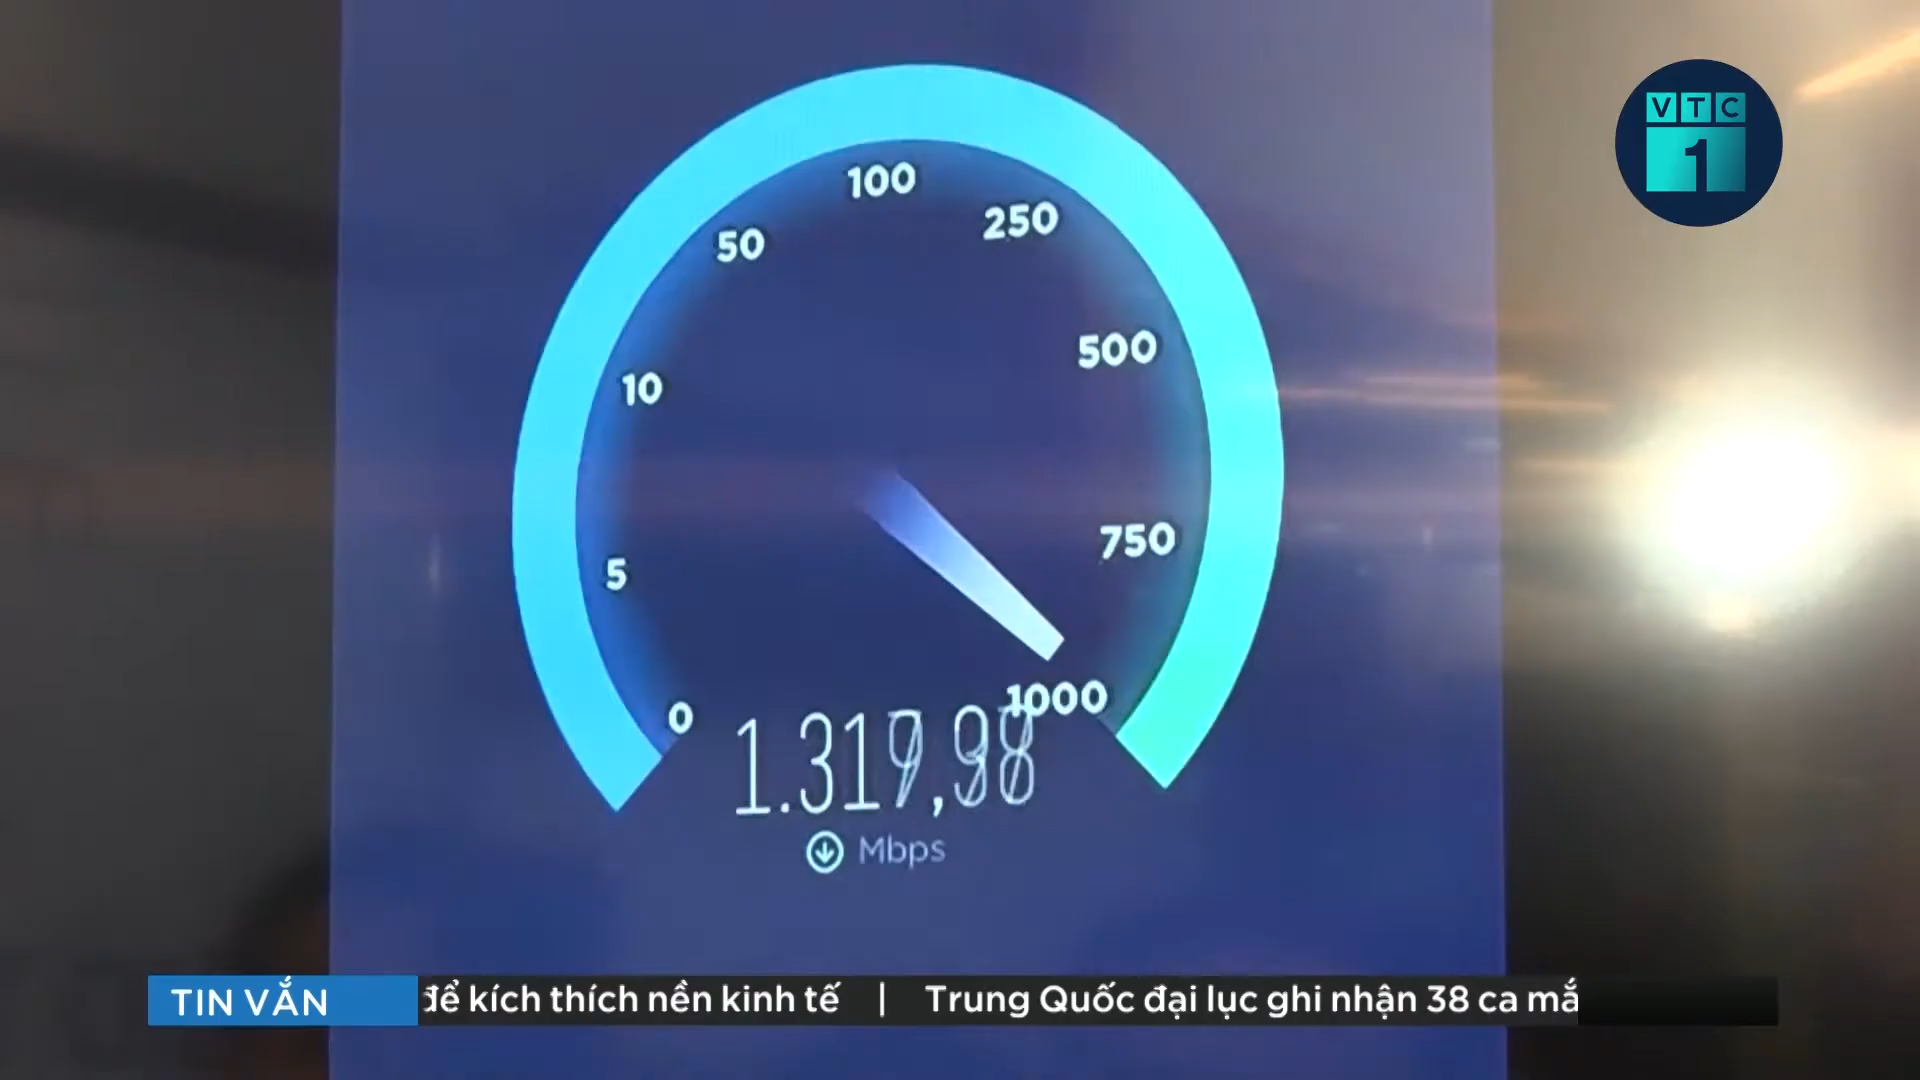 VTC
1
100
50
250
500
10
750
5
1000
0
Mbps
TIN VẮN
để kích thích nền kinh tế | Trung Quốc đại lục ghi nhận 38 ca mắ